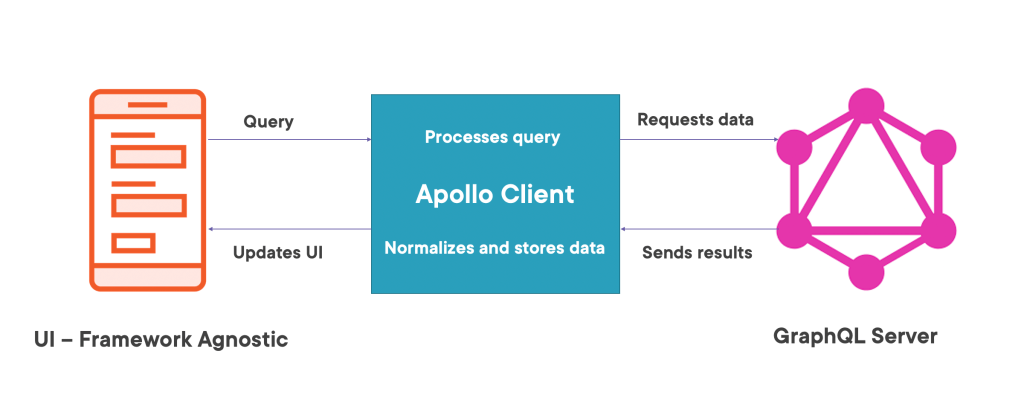 Query
Requests data
Processes query
Apollo Client
Normalizes and stores data
Updates UI
Sends results
UI – Framework Agnostic
GraphQL Server